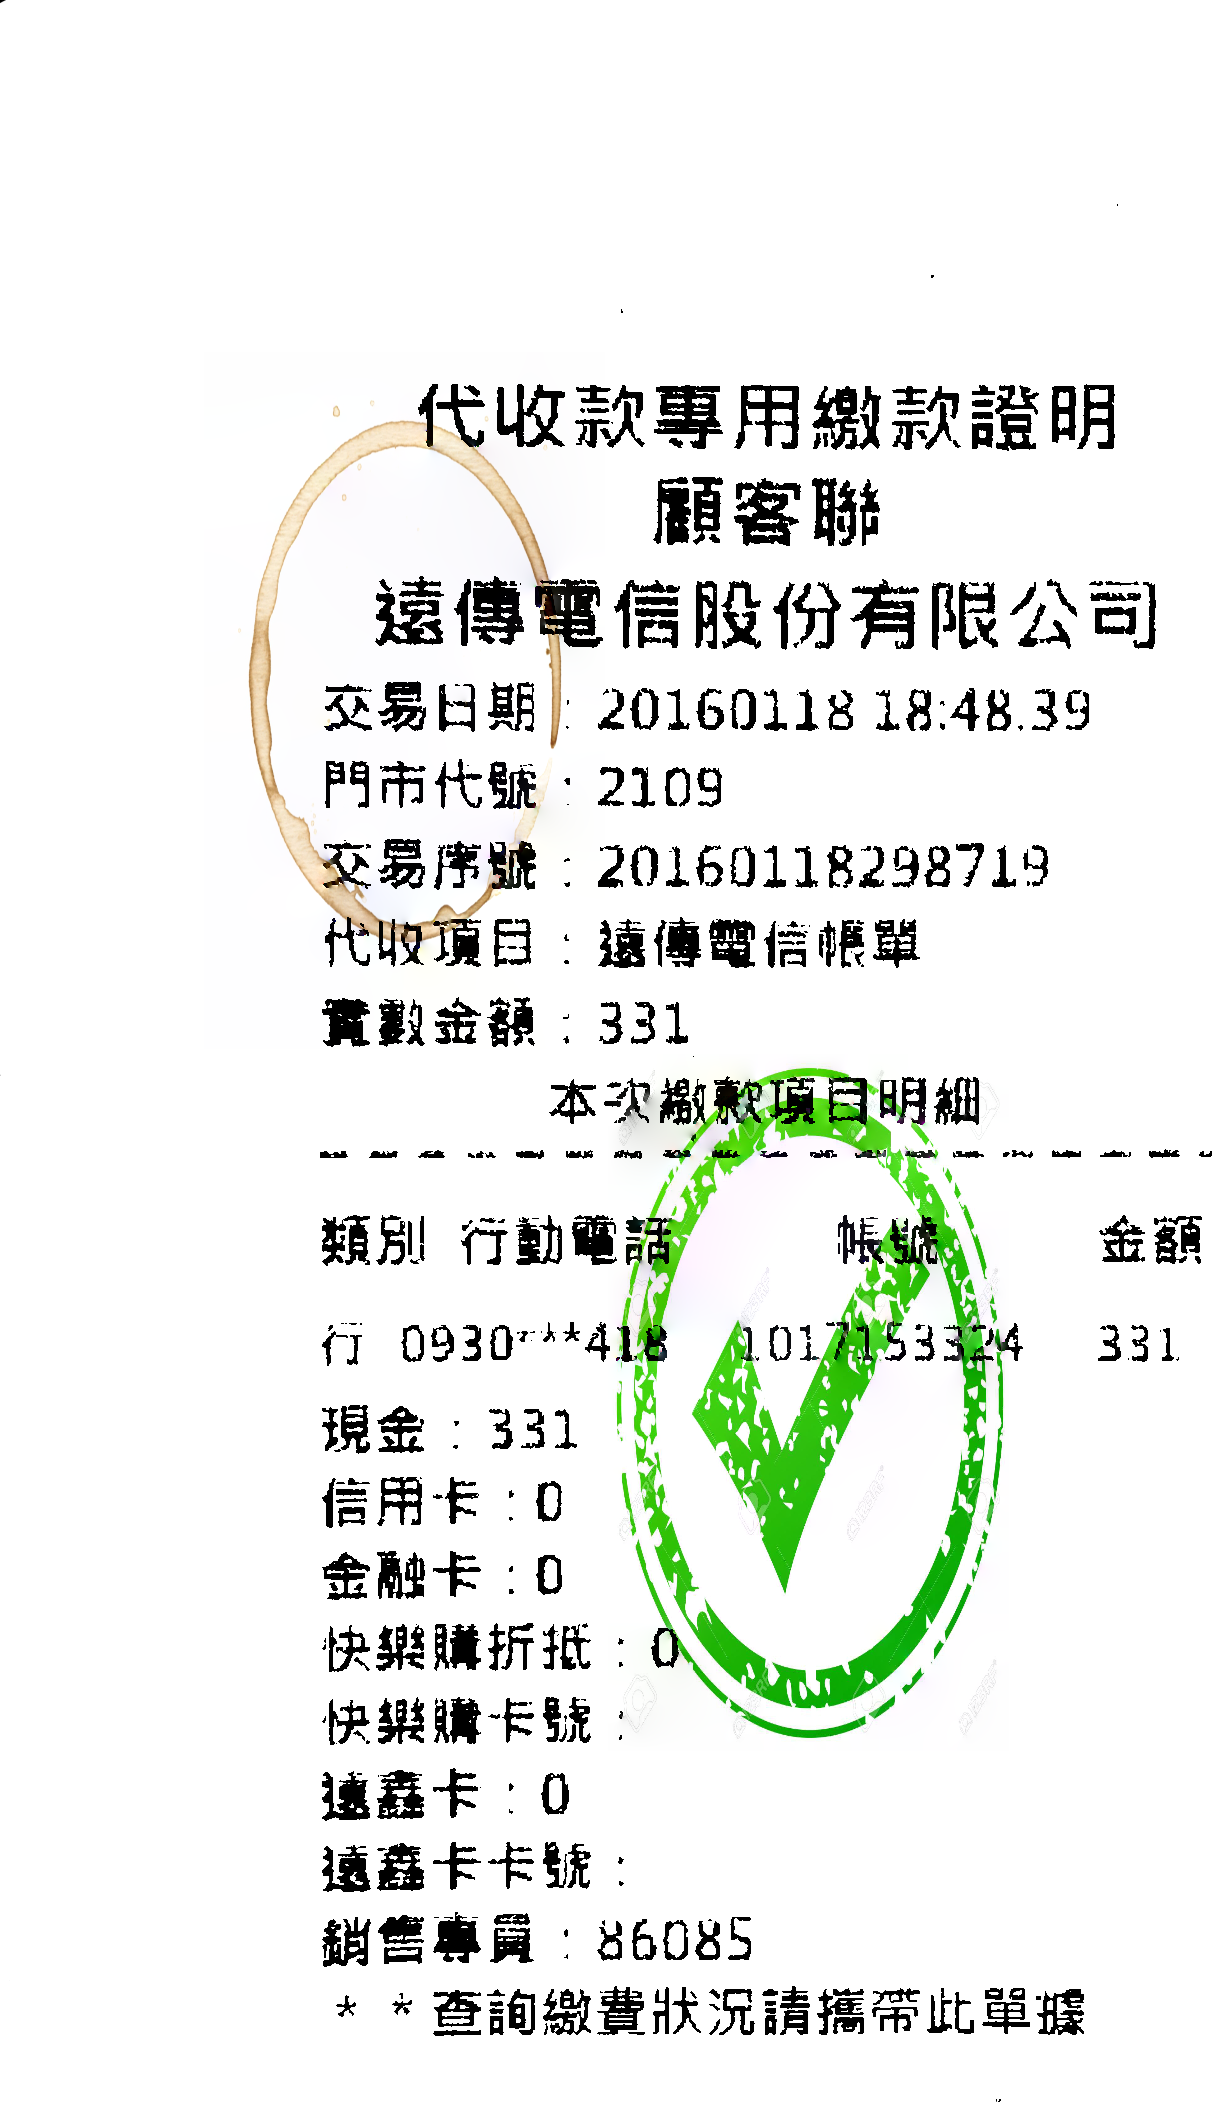 代收款專用繳款證明
顧客聯
遠傳電信股份有限公司
交易日期：20160118 18:48:39
門市代號：2109
交易序號：20160118298719
代收項目：遠傳電信帳單
實數金額：331
本次繳款項目明細
類別 行動電話 帳號 金額
行 0930***418 1017153324 331
現金：331
信用卡：0
金融卡：0
快樂購折抵：0
快樂購卡號：
遠鑫卡：0
遠鑫卡卡號：
銷售專員：86085
**查詢繳費狀況請攜帶此單據